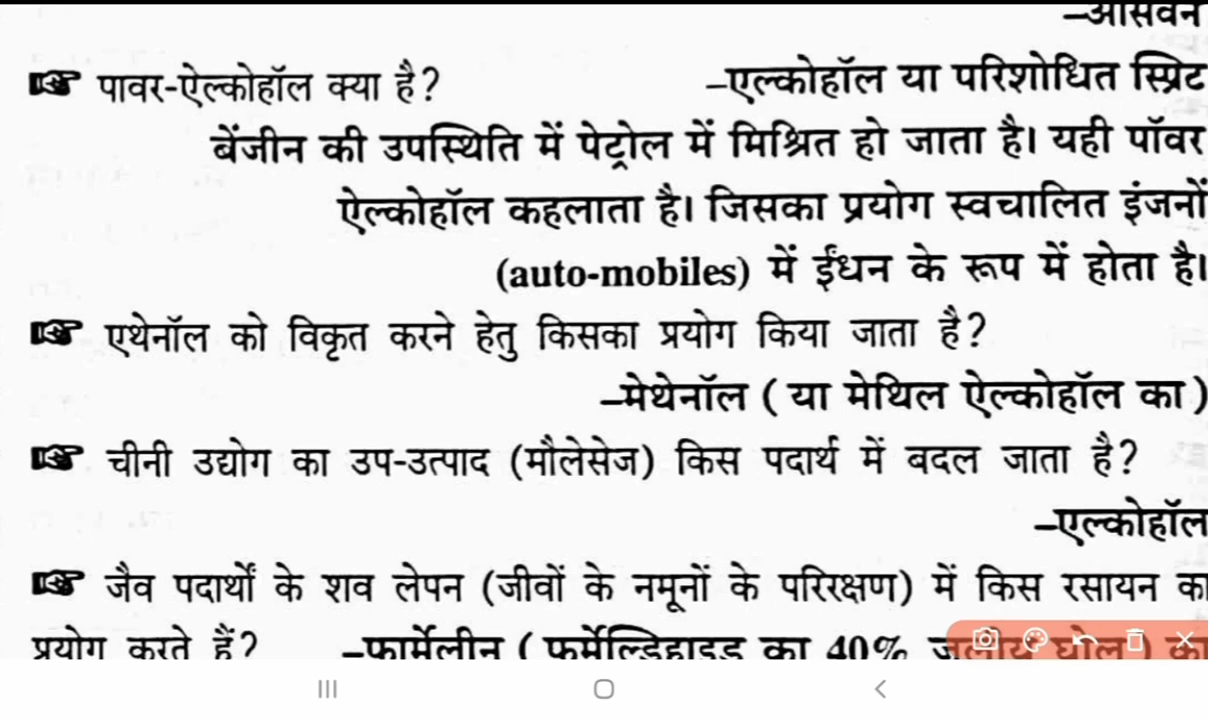 –आसवन
पावर-ऐल्कोहॉल क्या है? –एल्कोहॉल या परिशोधित स्प्रिट
बेंजीन की उपस्थिति में पेट्रोल में मिश्रित हो जाता है। यही पॉवर
ऐल्कोहॉल कहलाता है। जिसका प्रयोग स्वचालित इंजनों
(auto-mobiles) में ईंधन के रूप में होता है।
एथेनॉल को विकृत करने हेतु किसका प्रयोग किया जाता है?
–मेथेनॉल ( या मेथिल ऐल्कोहॉल का )
चीनी उद्योग का उप-उत्पाद (मौलेसेज) किस पदार्थ में बदल जाता है?
–एल्कोहॉल
जैव पदार्थों के शव लेपन (जीवों के नमूनों के परिरक्षण) में किस रसायन का
प्रयोग करते हैं? –फार्मेलीन ( फर्मेल्डिहाइड का 40% जलीय घोल ) का